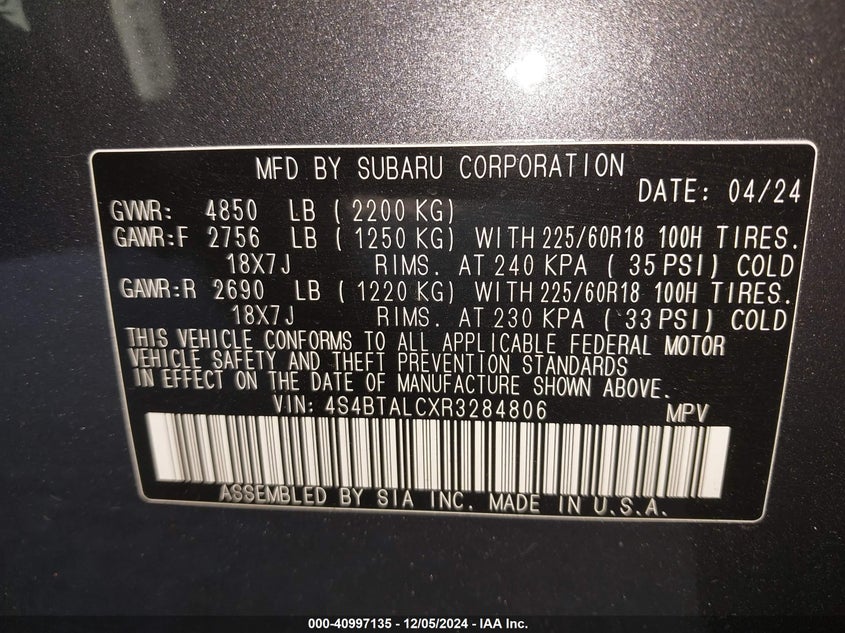 MFD BY SUBARU CORPORATION
DATE: 04/24
GVWR: 4850 LB ( 2200 KG)
GAWR:F 2756 LB ( 1250 KG) WITH 225/60R18 100H TIRES.
18X7J RIMS. AT 240 KPA ( 35 PSI) COLD
GAWR:R 2690 LB ( 1220 KG) WITH 225/60R18 100H TIRES.
18X7J RIMS. AT 230 KPA ( 33 PSI) COLD
THIS VEHICLE CONFORMS TO ALL APPLICABLE FEDERAL MOTOR
VEHICLE SAFETY AND THEFT PREVENTION STANDARDS
IN EFFECT ON THE DATE OF MANUFACTURE SHOWN ABOVE.
VIN: 4S4BTALCXR3284806 MPV
ASSEMBLED BY SIA INC. MADE IN U.S.A.
000-40997135 - 12/05/2024 - IAA Inc.